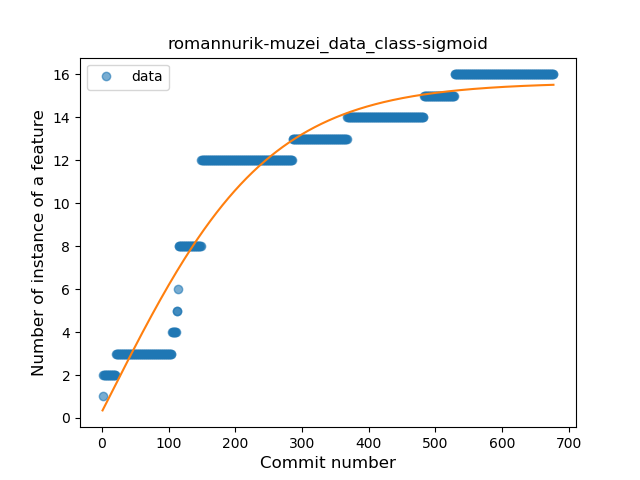 romannurik-muzei_data_class-sigmoid
data
Number of instance of a feature
16
14
12
10
8
6
4
2
0
0 100 200 300 400 500 600 700
Commit number